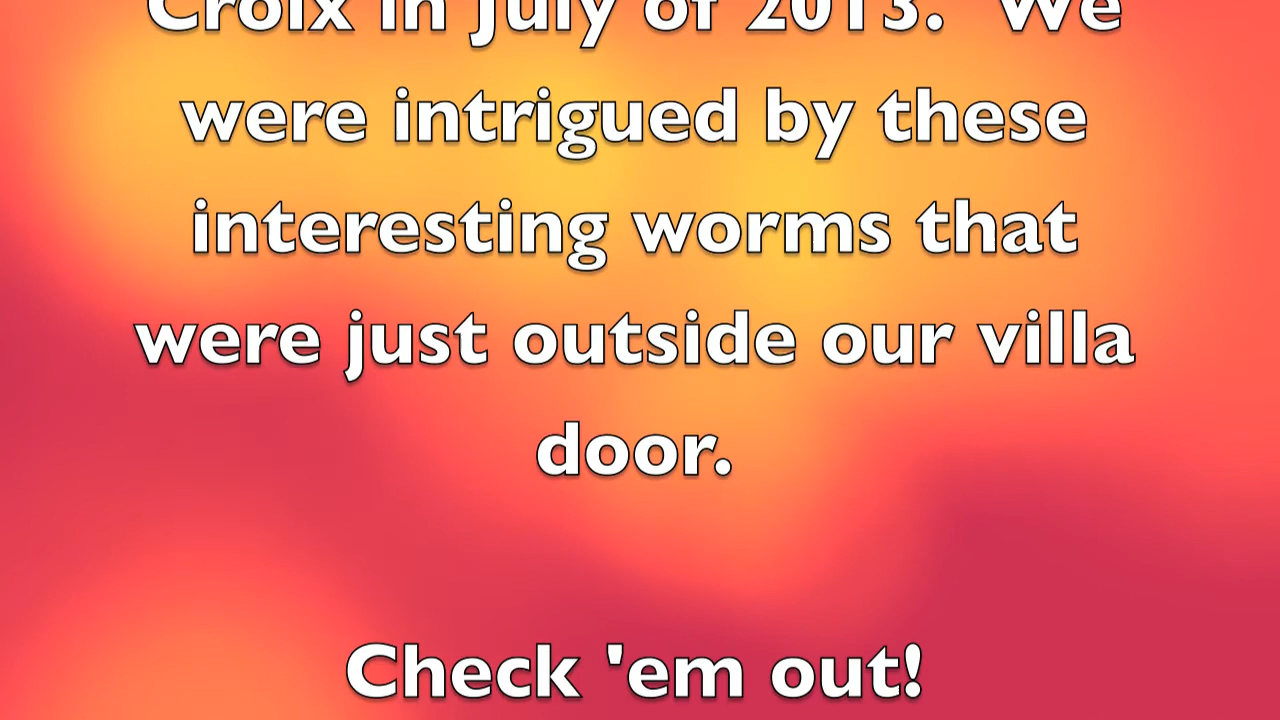 Croix in July of 2013.  We
were intrigued by these
interesting worms that
were just outside our villa
door.
Check 'em out!